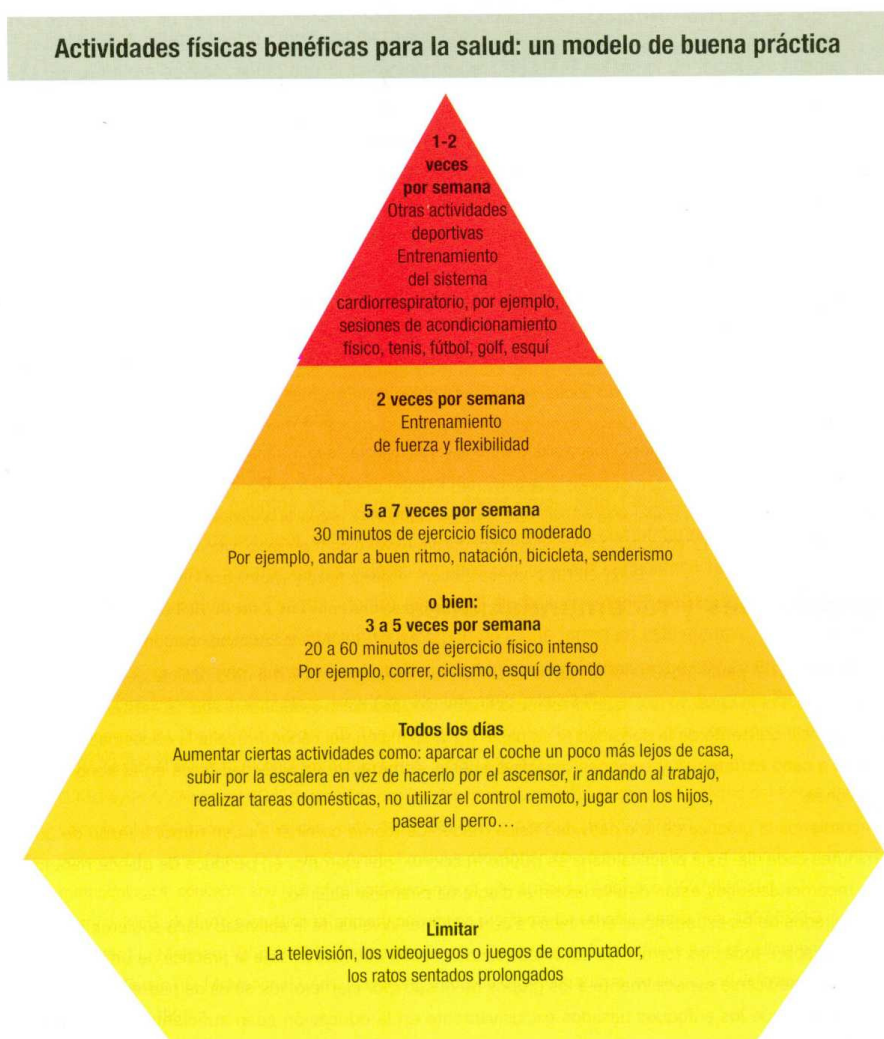 Actividades físicas benéficas para la salud: un modelo de buena práctica
1-2
veces
por semana
Otras actividades
deportivas
Entrenamiento
del sistema
cardiorrespiratorio, por ejemplo,
sesiones de acondicionamiento
físico, tenis, fútbol, golf, esquí
2 veces por semana
Entrenamiento
de fuerza y flexibilidad
5 a 7 veces por semana
30 minutos de ejercicio físico moderado
Por ejemplo, andar a buen ritmo, natación, bicicleta, senderismo
o bien:
3 a 5 veces por semana
20 a 60 minutos de ejercicio físico intenso
Por ejemplo, correr, ciclismo, esquí de fondo
Todos los días
Aumentar ciertas actividades como: aparcar el coche un poco más lejos de casa,
subir por la escalera en vez de hacerlo por el ascensor, ir andando al trabajo,
realizar tareas domésticas, no utilizar el control remoto, jugar con los hijos,
pasear el perro…
Limitar
La televisión, los videojuegos o juegos de computador,
los ratos sentados prolongados